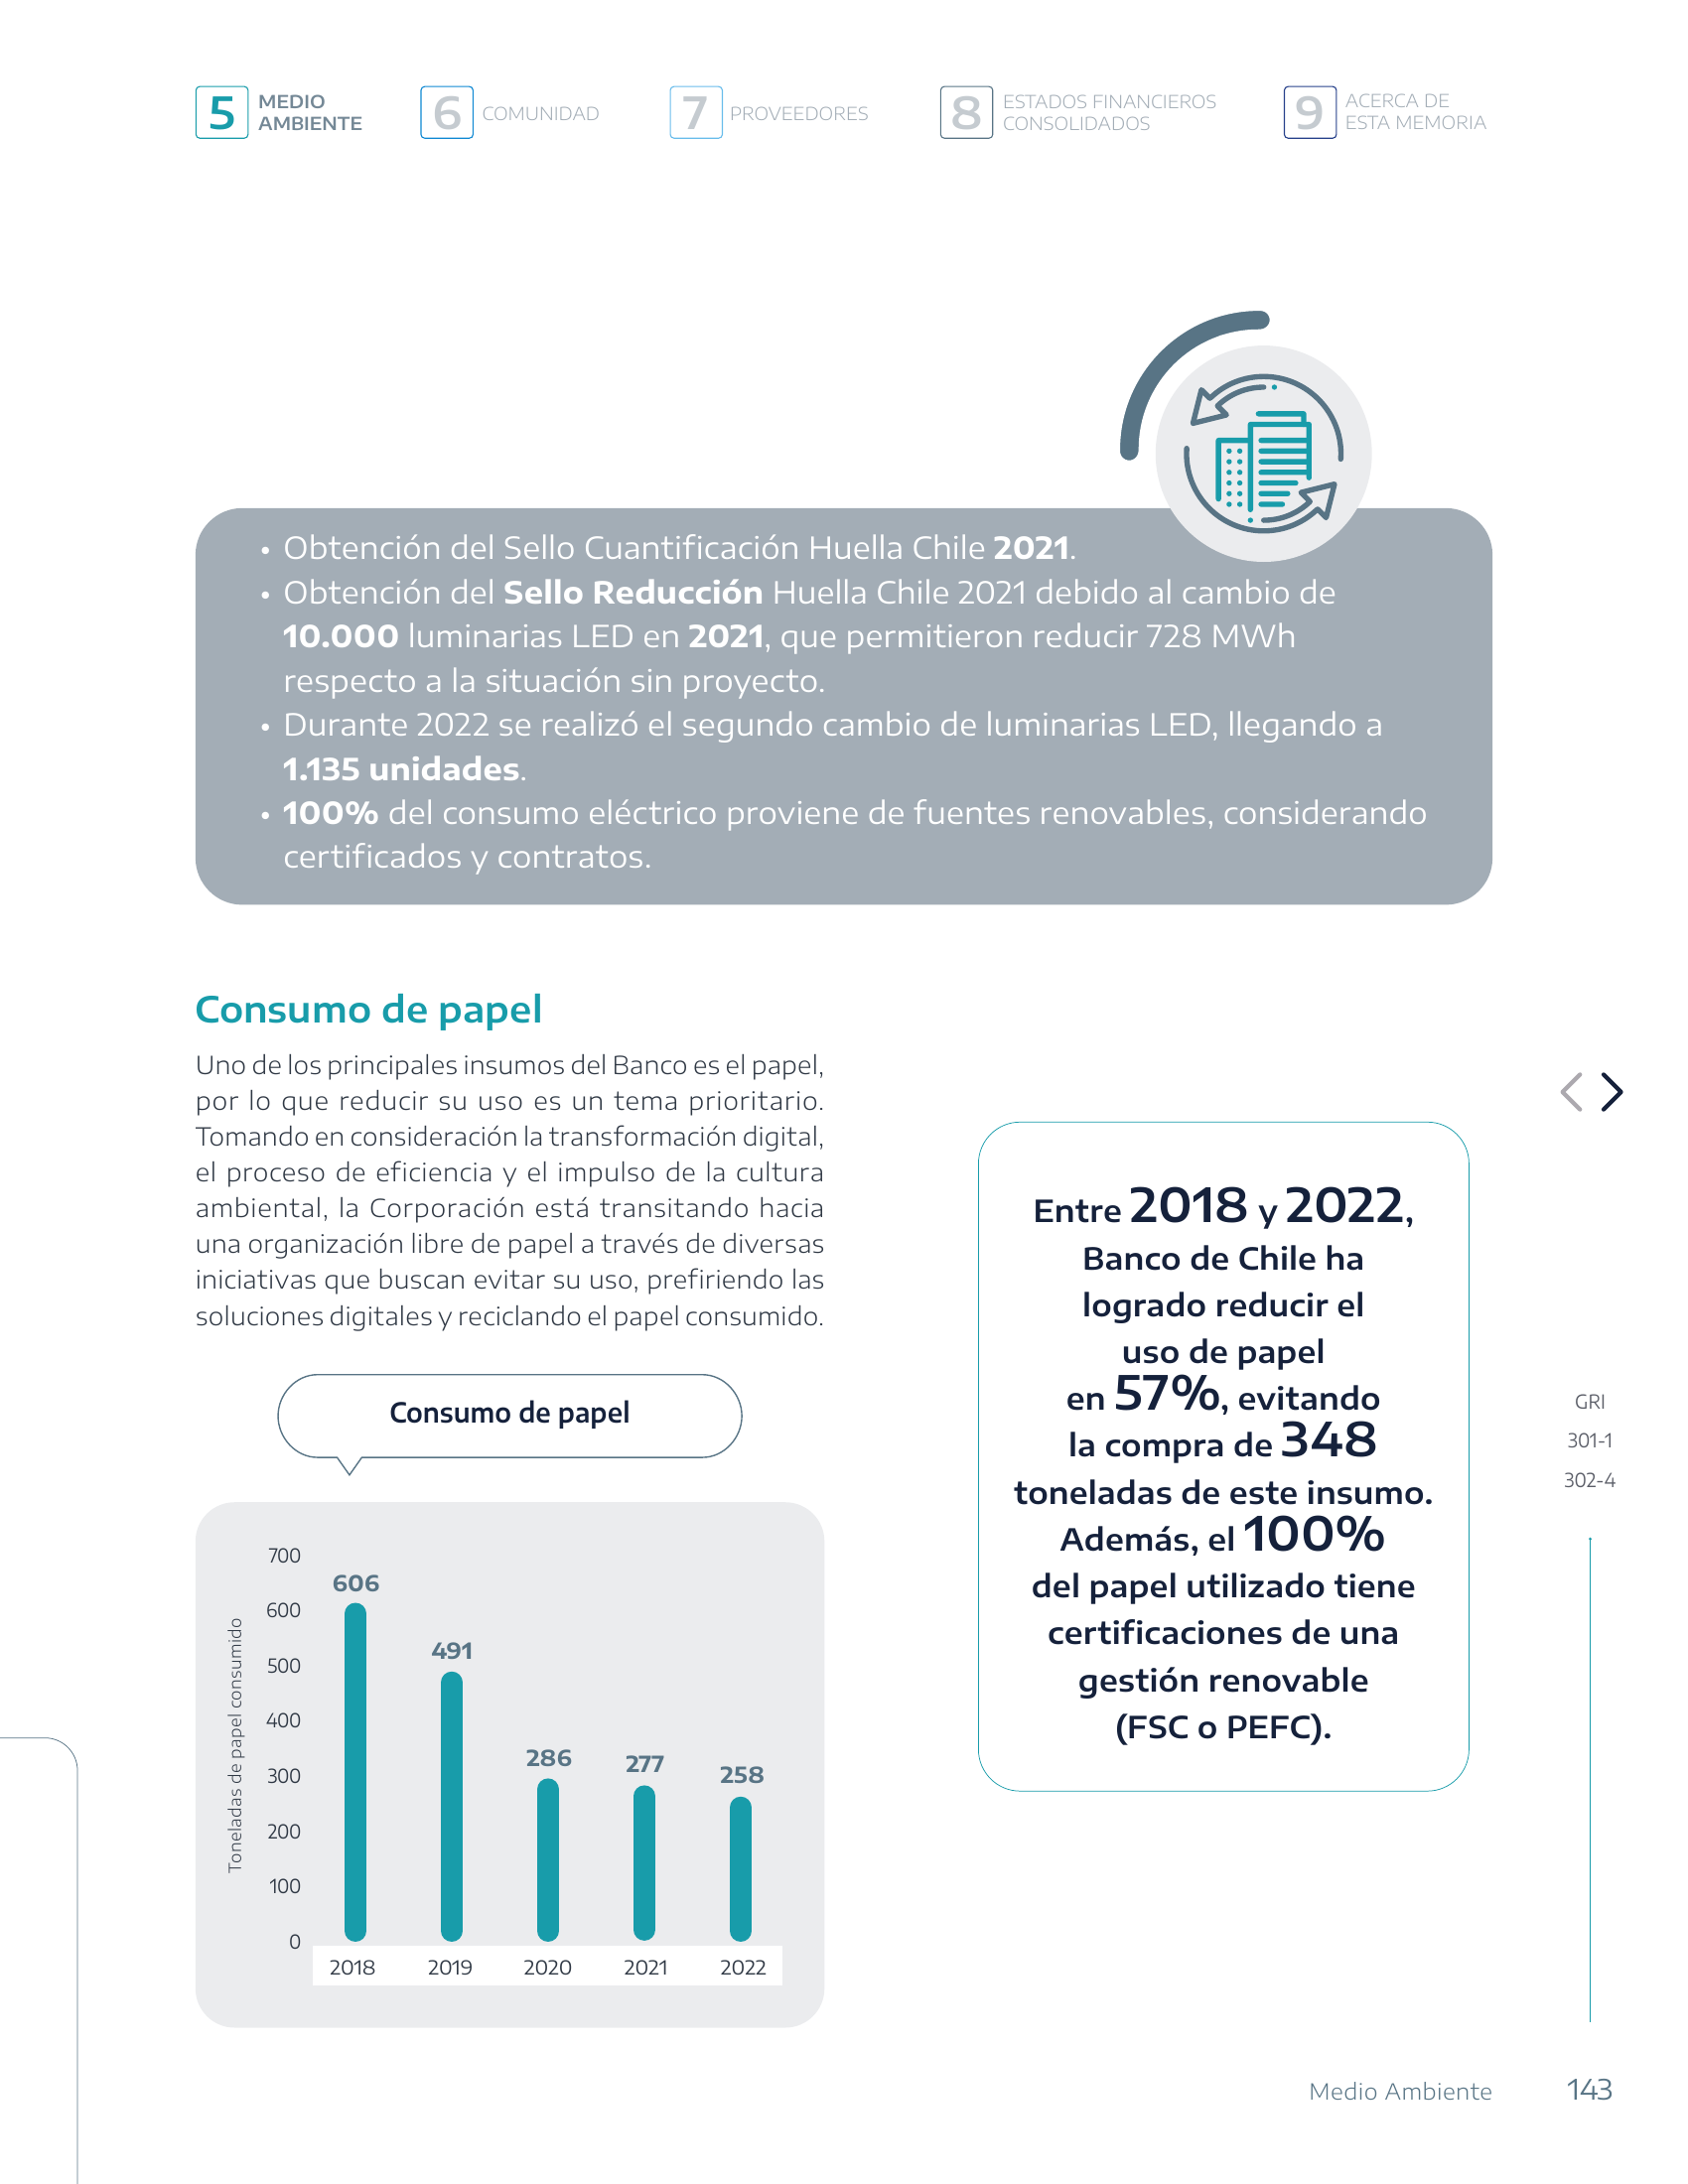 5 MEDIO AMBIENTE
6 COMUNIDAD
7 PROVEEDORES
8 ESTADOS FINANCIEROS CONSOLIDADOS
9 ACERCA DE ESTA MEMORIA
• Obtención del Sello Cuantificación Huella Chile 2021.
• Obtención del Sello Reducción Huella Chile 2021 debido al cambio de
10.000 luminarias LED en 2021, que permitieron reducir 728 MWh
respecto a la situación sin proyecto.
• Durante 2022 se realizó el segundo cambio de luminarias LED, llegando a
1.135 unidades.
• 100% del consumo eléctrico proviene de fuentes renovables, considerando
certificados y contratos.
Consumo de papel
Uno de los principales insumos del Banco es el papel,
por lo que reducir su uso es un tema prioritario.
Tomando en consideración la transformación digital,
el proceso de eficiencia y el impulso de la cultura
ambiental, la Corporación está transitando hacia
una organización libre de papel a través de diversas
iniciativas que buscan evitar su uso, prefiriendo las
soluciones digitales y reciclando el papel consumido.
Consumo de papel
Toneladas de papel consumido
700
600
500
400
300
200
100
0
606
491
286
277
258
2018
2019
2020
2021
2022
Entre 2018 y 2022,
Banco de Chile ha
logrado reducir el
uso de papel
en 57%, evitando
la compra de 348
toneladas de este insumo.
Además, el 100%
del papel utilizado tiene
certificaciones de una
gestión renovable
(FSC o PEFC).
GRI
301-1
302-4
Medio Ambiente 143